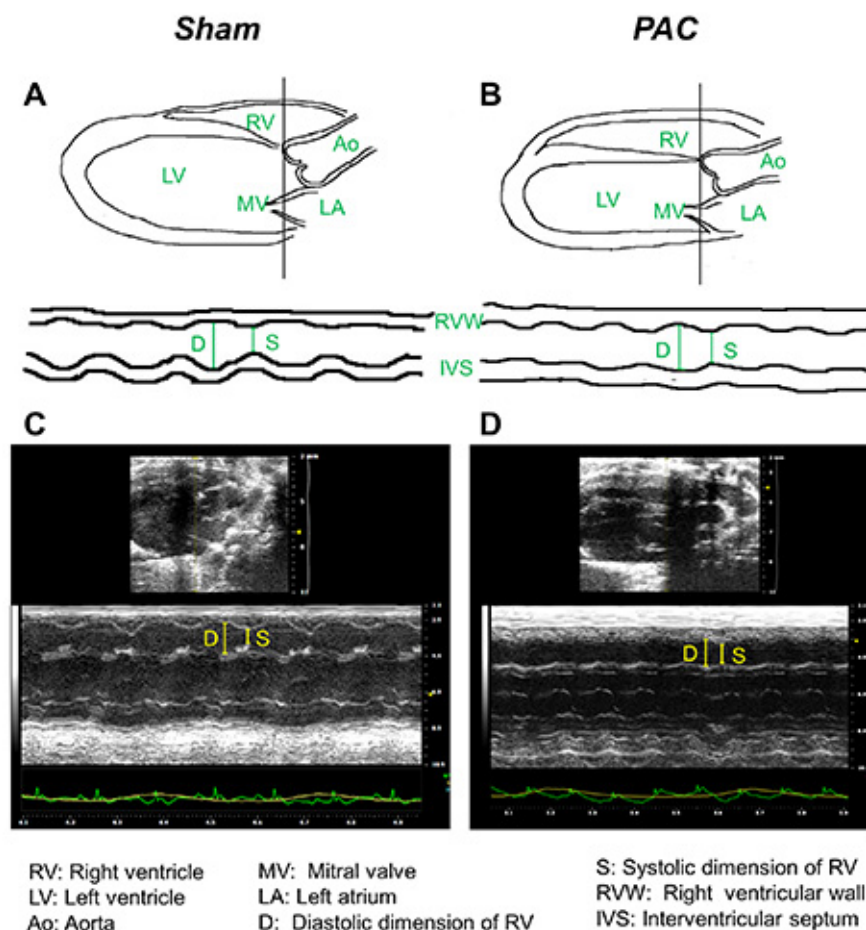 Sham PAC
A B
RV RV
Ao Ao
LV LV
MV LA MV LA
RVW
D S D S
IVS
C D
D S D S
RV: Right ventricle MV: Mitral valve S: Systolic dimension of RV
LV: Left ventricle LA: Left atrium RVW: Right ventricular wall
Ao: Aorta D: Diastolic dimension of RV IVS: Interventricular septum